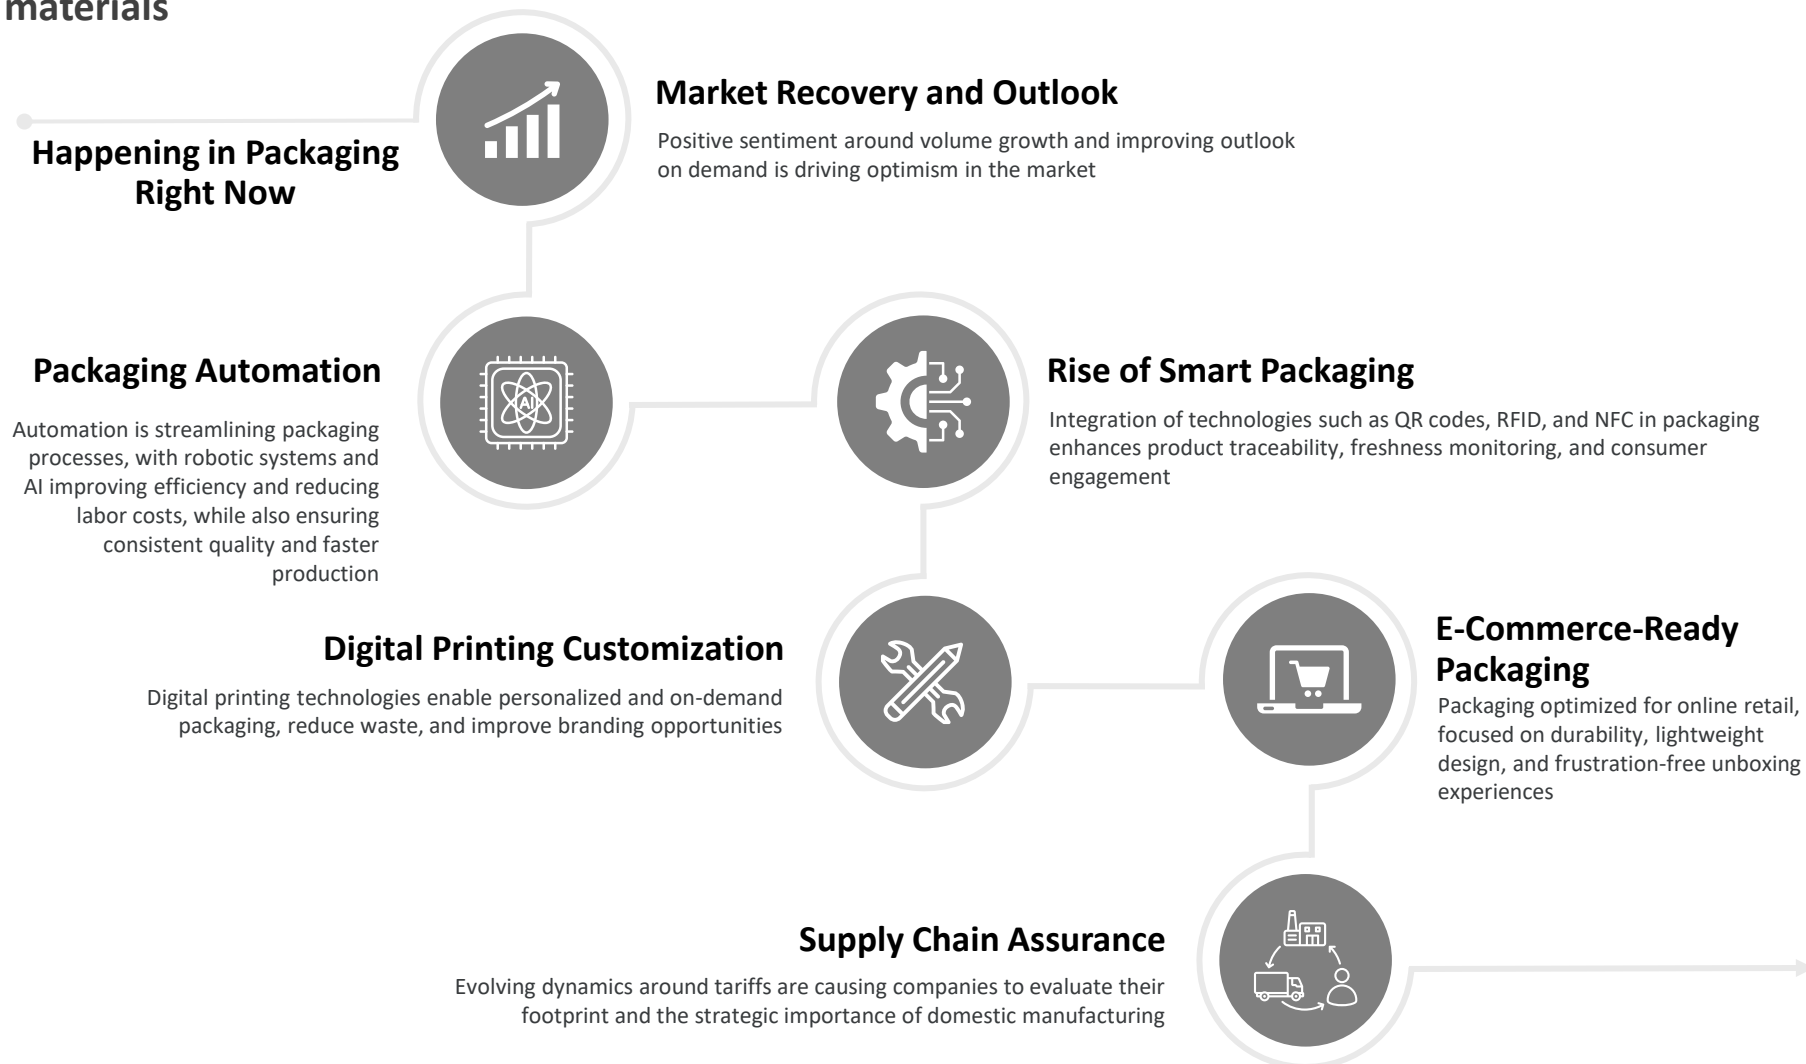 materials
Happening in Packaging
Right Now
Market Recovery and Outlook
Positive sentiment around volume growth and improving outlook
on demand is driving optimism in the market
Packaging Automation
Automation is streamlining packaging
processes, with robotic systems and
AI improving efficiency and reducing
labor costs, while also ensuring
consistent quality and faster
production
AI
Rise of Smart Packaging
Integration of technologies such as QR codes, RFID, and NFC in packaging
enhances product traceability, freshness monitoring, and consumer
engagement
Digital Printing Customization
Digital printing technologies enable personalized and on-demand
packaging, reduce waste, and improve branding opportunities
E-Commerce-Ready
Packaging
Packaging optimized for online retail,
focused on durability, lightweight
design, and frustration-free unboxing
experiences
Supply Chain Assurance
Evolving dynamics around tariffs are causing companies to evaluate their
footprint and the strategic importance of domestic manufacturing